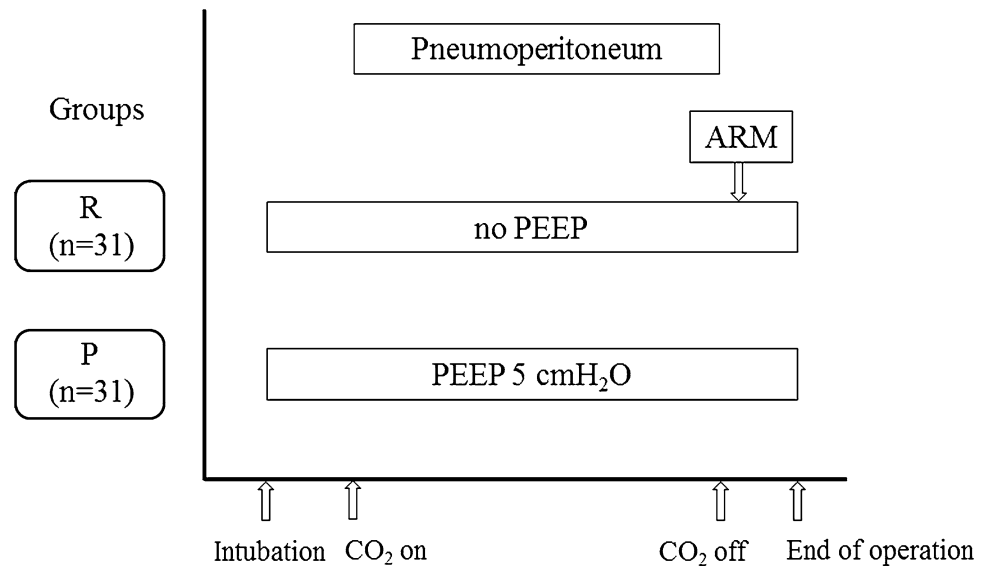 Pneumoperitoneum
Groups
ARM
R
(n=31)
no PEEP
P
(n=31)
PEEP 5 cmH₂O
Intubation
CO₂ on
CO₂ off
End of operation